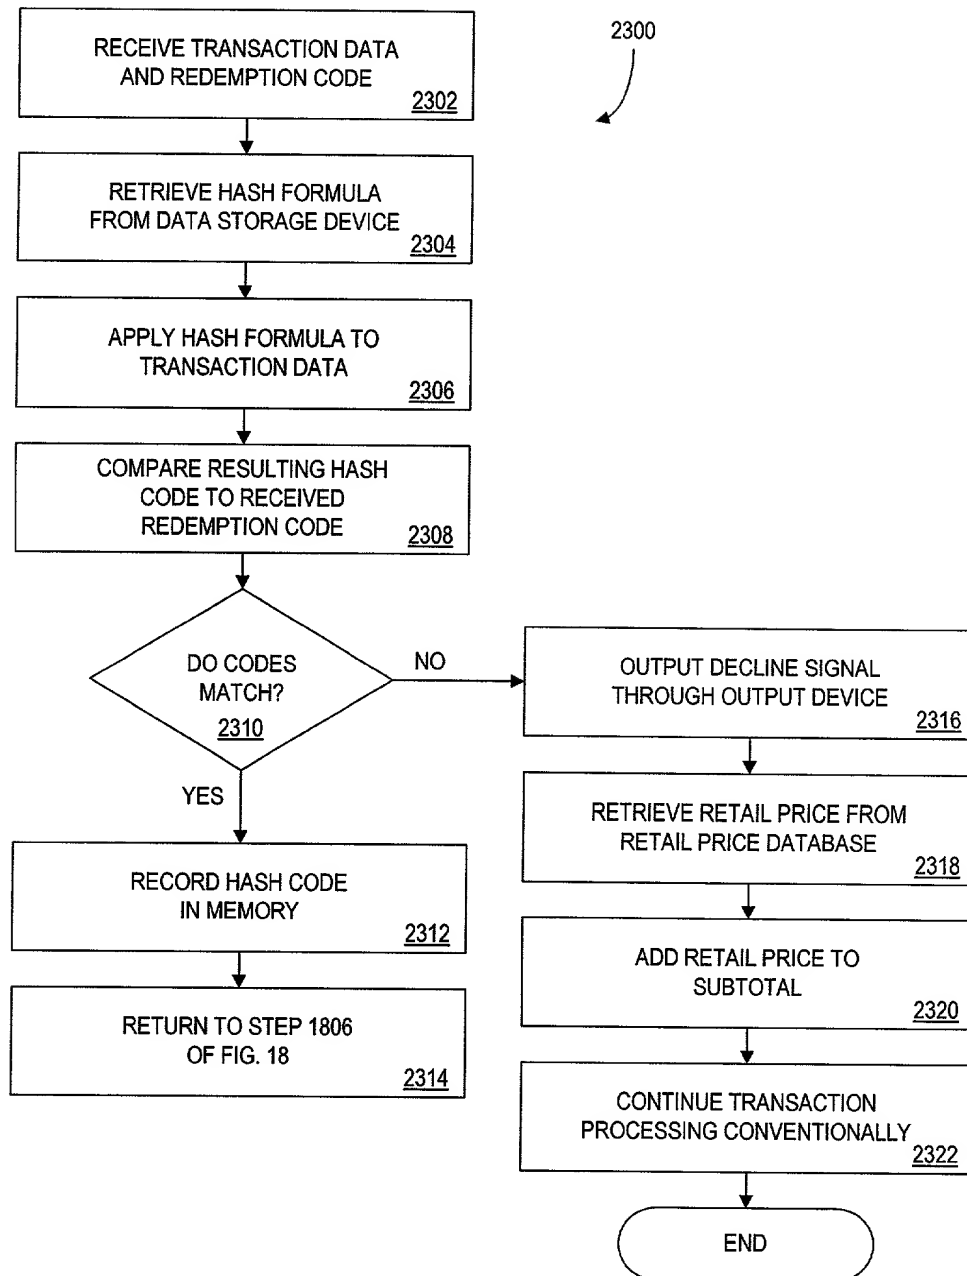 RECEIVE TRANSACTION DATA
AND REDEMPTION CODE
2302
2300
RETRIEVE HASH FORMULA
FROM DATA STORAGE DEVICE
2304
APPLY HASH FORMULA TO
TRANSACTION DATA
2306
COMPARE RESULTING HASH
CODE TO RECEIVED
REDEMPTION CODE
2308
DO CODES
MATCH?
2310
NO
YES
RECORD HASH CODE
IN MEMORY
2312
RETURN TO STEP 1806
OF FIG. 18
2314
OUTPUT DECLINE SIGNAL
THROUGH OUTPUT DEVICE
2316
RETRIEVE RETAIL PRICE FROM
RETAIL PRICE DATABASE
2318
ADD RETAIL PRICE TO
SUBTOTAL
2320
CONTINUE TRANSACTION
PROCESSING CONVENTIONALLY
2322
END